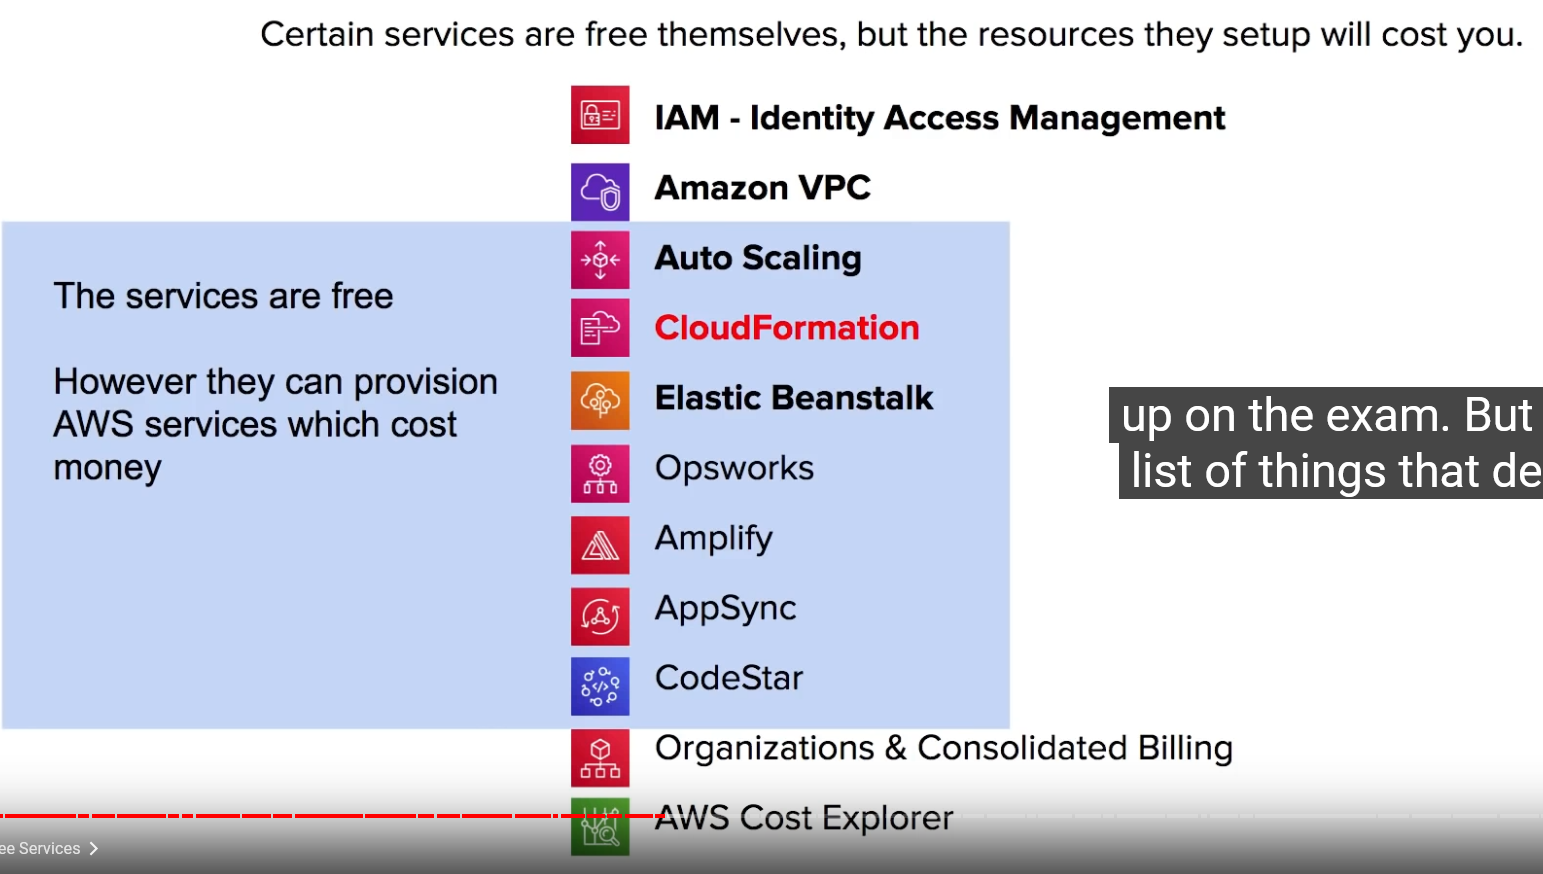 Certain services are free themselves, but the resources they setup will cost you.
IAM - Identity Access Management
Amazon VPC
Auto Scaling
The services are free
CloudFormation
However they can provision
AWS services which cost
money
Elastic Beanstalk
Opsworks
Amplify
AppSync
CodeStar
Organizations & Consolidated Billing
AWS Cost Explorer
up on the exam. But
list of things that de
ee Services